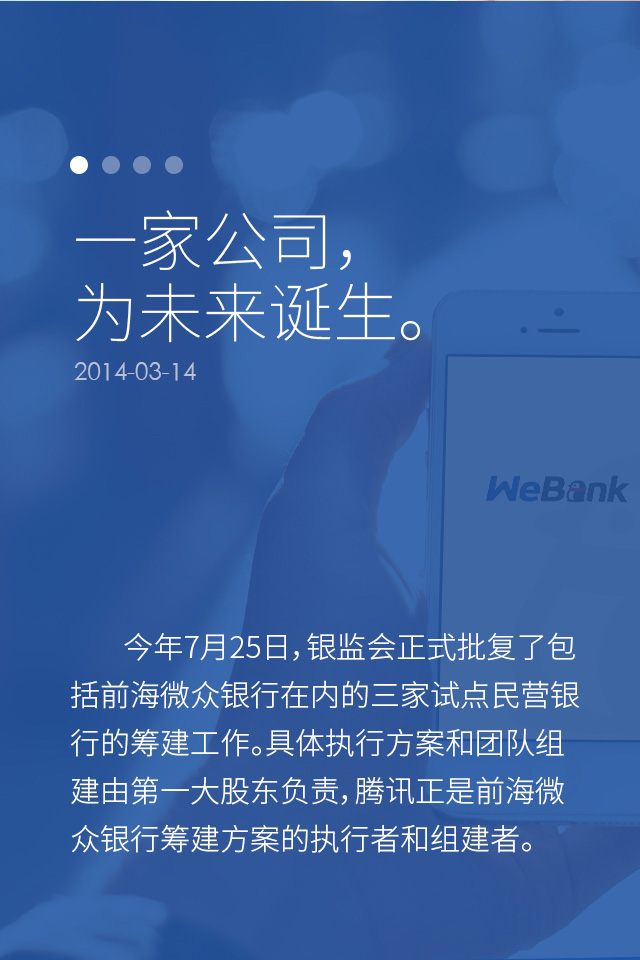 一家公司，
为未来诞生。
2014-03-14
WeBank
今年7月25日，银监会正式批复了包
括前海微众银行在内的三家试点民营银
行的筹建工作。具体执行方案和团队组
建由第一大股东负责，腾讯正是前海微
众银行筹建方案的执行者和组建者。